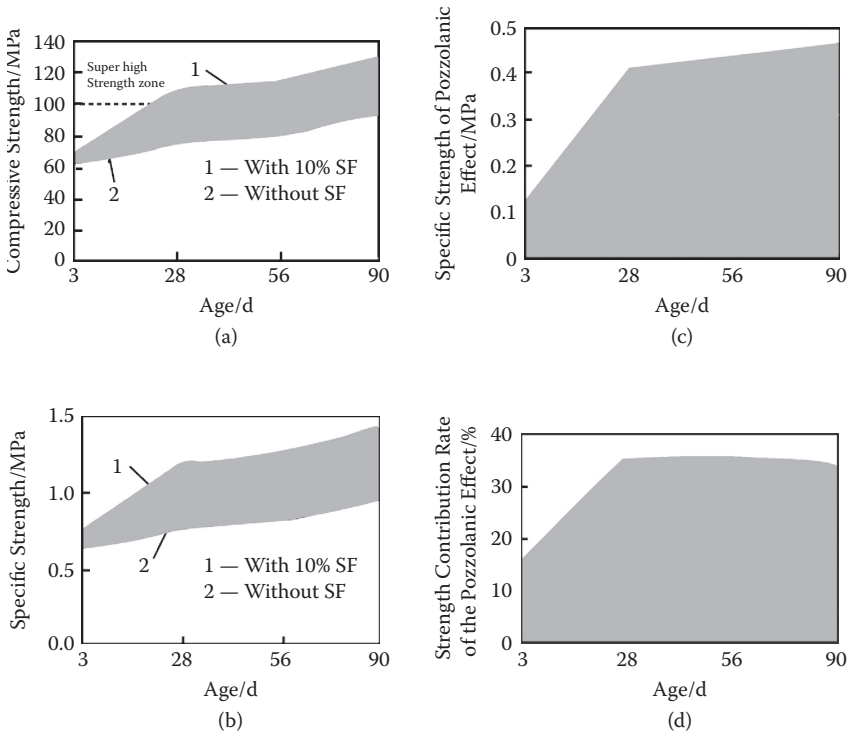 Compressive Strength/MPa
140
120
100
80
60
40
20
0
Super high
Strength zone
1
2
1 — With 10% SF
2 — Without SF
3 28 56 90
Age/d
(a)
Specific Strength of Pozzolanic
Effect/MPa
0.5
0.4
0.3
0.2
0.1
0
3 28 56 90
Age/d
(c)
Specific Strength/MPa
1.5
1.0
0.5
0.0
1
2
1 — With 10% SF
2 — Without SF
3 28 56 90
Age/d
(b)
Strength Contribution Rate
of the Pozzolanic Effect/%
40
30
20
10
0
3 28 56 90
Age/d
(d)